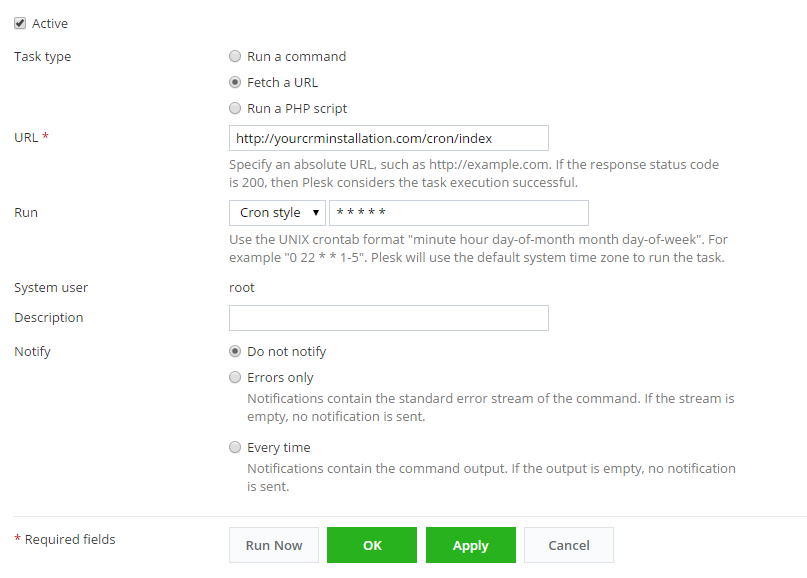 Active
Task type
Run a command
Fetch a URL
Run a PHP script
URL *
http://yourcrminstallation.com/cron/index
Specify an absolute URL, such as http://example.com. If the response status code
is 200, then Plesk considers the task execution successful.
Run
Cron style
* * * * *
Use the UNIX crontab format "minute hour day-of-month month day-of-week". For
example "0 22 * * 1-5". Plesk will use the default system time zone to run the task.
System user
root
Description
Notify
Do not notify
Errors only
Notifications contain the standard error stream of the command. If the stream is
empty, no notification is sent.
Every time
Notifications contain the command output. If the output is empty, no notification
is sent.
* Required fields
Run Now
OK
Apply
Cancel